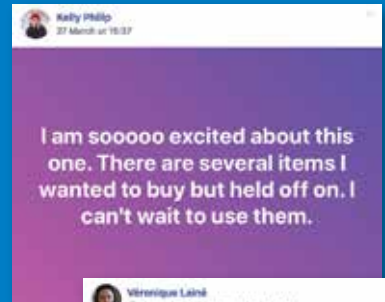 Kelly Philp
27 March at 15:37
I am sooooo excited about this
one. There are several items I
wanted to buy but held off on. I
can't wait to use them.
Véronique Lainé